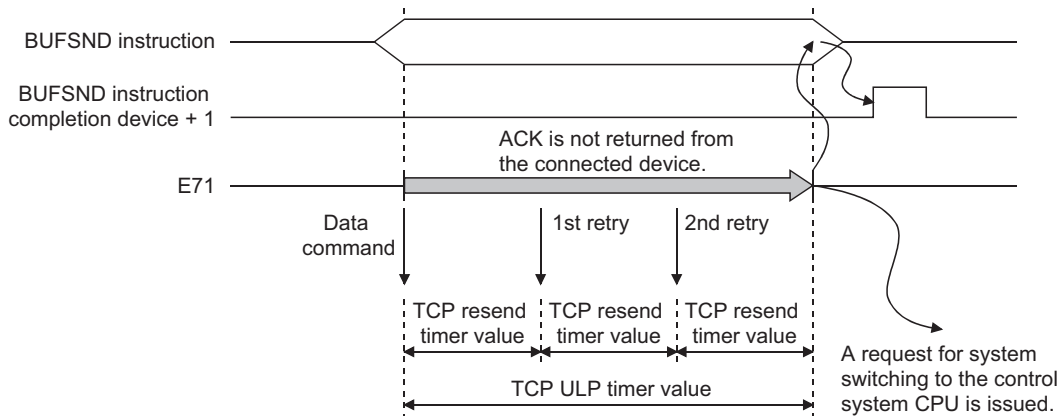 BUFSND instruction
BUFSND instruction
completion device + 1
ACK is not returned from
the connected device.
E71
Data
command
1st retry
2nd retry
TCP resend
timer value
TCP resend
timer value
TCP resend
timer value
TCP ULP timer value
A request for system
switching to the control
system CPU is issued.